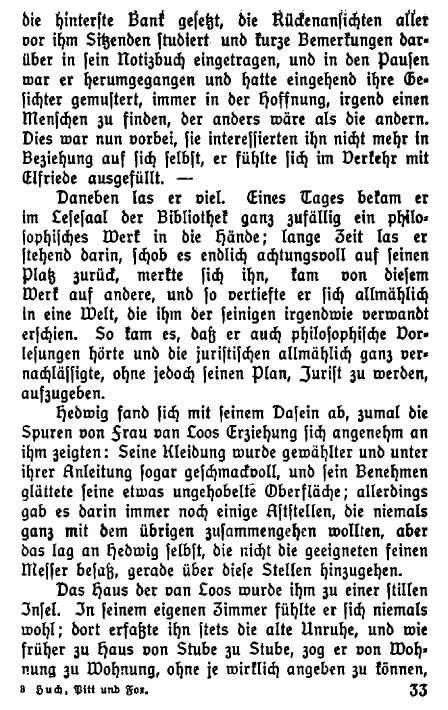 die hinterste Bank gesetzt, die Rückenansichten aller
vor ihm Sitzenden studiert und kurze Bemerkungen dar-
über in sein Notizbuch eingetragen, und in den Pausen
war er herumgegangen und hatte eingehend ihre Ge-
sichter gemustert, immer in der Hoffnung, irgend einen
Menschen zu finden, der anders wäre als die andern.
Dies war nun vorbei, sie interessierten ihn nicht mehr in
Beziehung auf sich selbst, er fühlte sich im Verkehr mit
Elfriede ausgefüllt. —
Daneben las er viel. Eines Tages bekam er
im Lesesaal der Bibliothek ganz zufällig ein philo-
sophisches Werk in die Hände; lange Zeit las er
stehend darin, schob es endlich achtungsvoll auf seinen
Platz zurück, merkte sich ihn, kam von diesem
Werk auf andere, und so vertiefte er sich allmählich
in eine Welt, die ihm der seinigen irgendwie verwandt
erschien. So kam es, daß er auch philosophische Vor-
lesungen hörte und die juristischen allmählich ganz ver-
nachlässigte, ohne jedoch seinen Plan, Jurist zu werden,
aufzugeben.
Hedwig fand sich mit seinem Dasein ab, zumal die
Spuren von Frau van Loos Erziehung sich angenehm an
ihm zeigten: Seine Kleidung wurde gewählter und unter
ihrer Anleitung sogar geschmackvoll, und sein Benehmen
glättete seine etwas ungehobelte Oberfläche; allerdings
gab es darin immer noch einige Aststellen, die niemals
ganz mit dem übrigen zusammengehen wollten, aber
das lag an Hedwig selbst, die nicht die geeigneten feinen
Messer besaß, gerade über diese Stellen hinzugehen.
Das Haus der van Loos wurde ihm zu einer stillen
Insel. In seinem eigenen Zimmer fühlte er sich niemals
wohl; dort erfaßte ihn stets die alte Unruhe, und wie
früher zu Haus von Stube zu Stube, zog er von Woh-
nung zu Wohnung, ohne je wirklich angeben zu können,
3 Huch, Pitt und Fox. 33